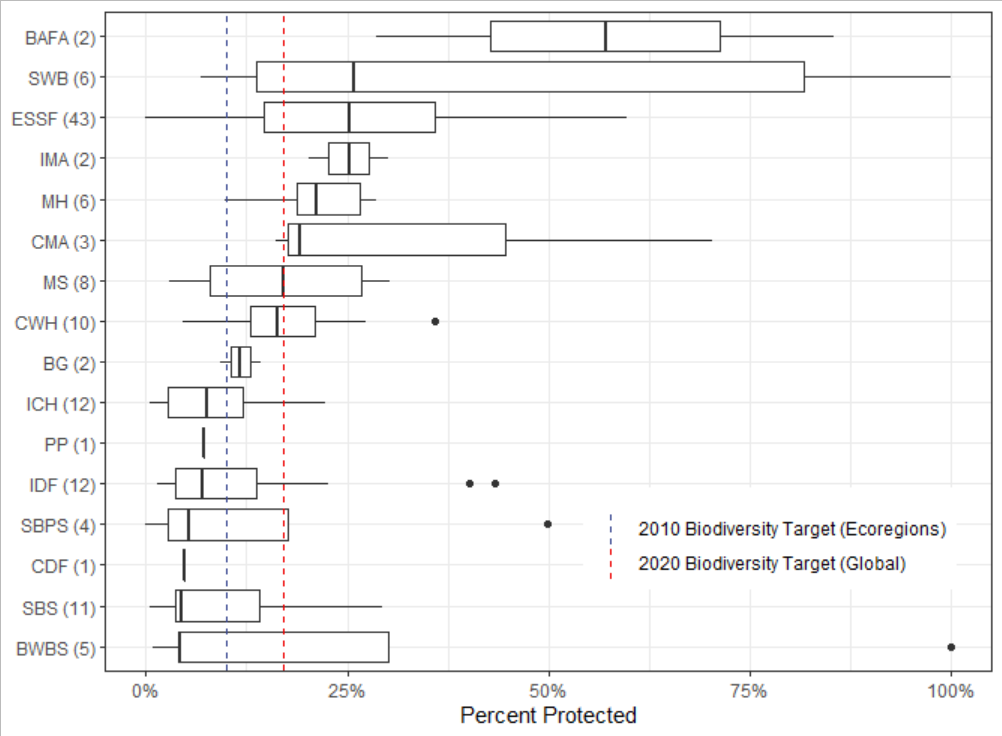 BAFA (2)
SWB (6)
ESSF (43)
IMA (2)
MH (6)
CMA (3)
MS (8)
CWH (10)
BG (2)
ICH (12)
PP (1)
IDF (12)
SBPS (4)
CDF (1)
SBS (11)
BWBS (5)
2010 Biodiversity Target (Ecoregions)
2020 Biodiversity Target (Global)
0% 25% 50% 75% 100%
Percent Protected